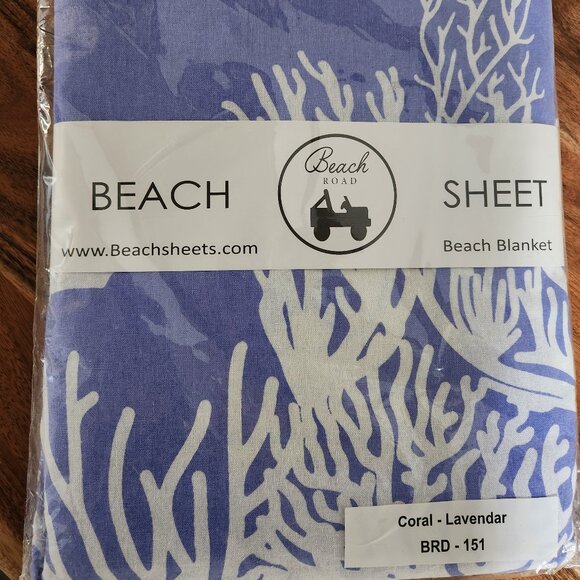 BEACH
Beach
ROAD
SHEET
www.Beachsheets.com
Beach Blanket
Coral - Lavendar
BRD - 151